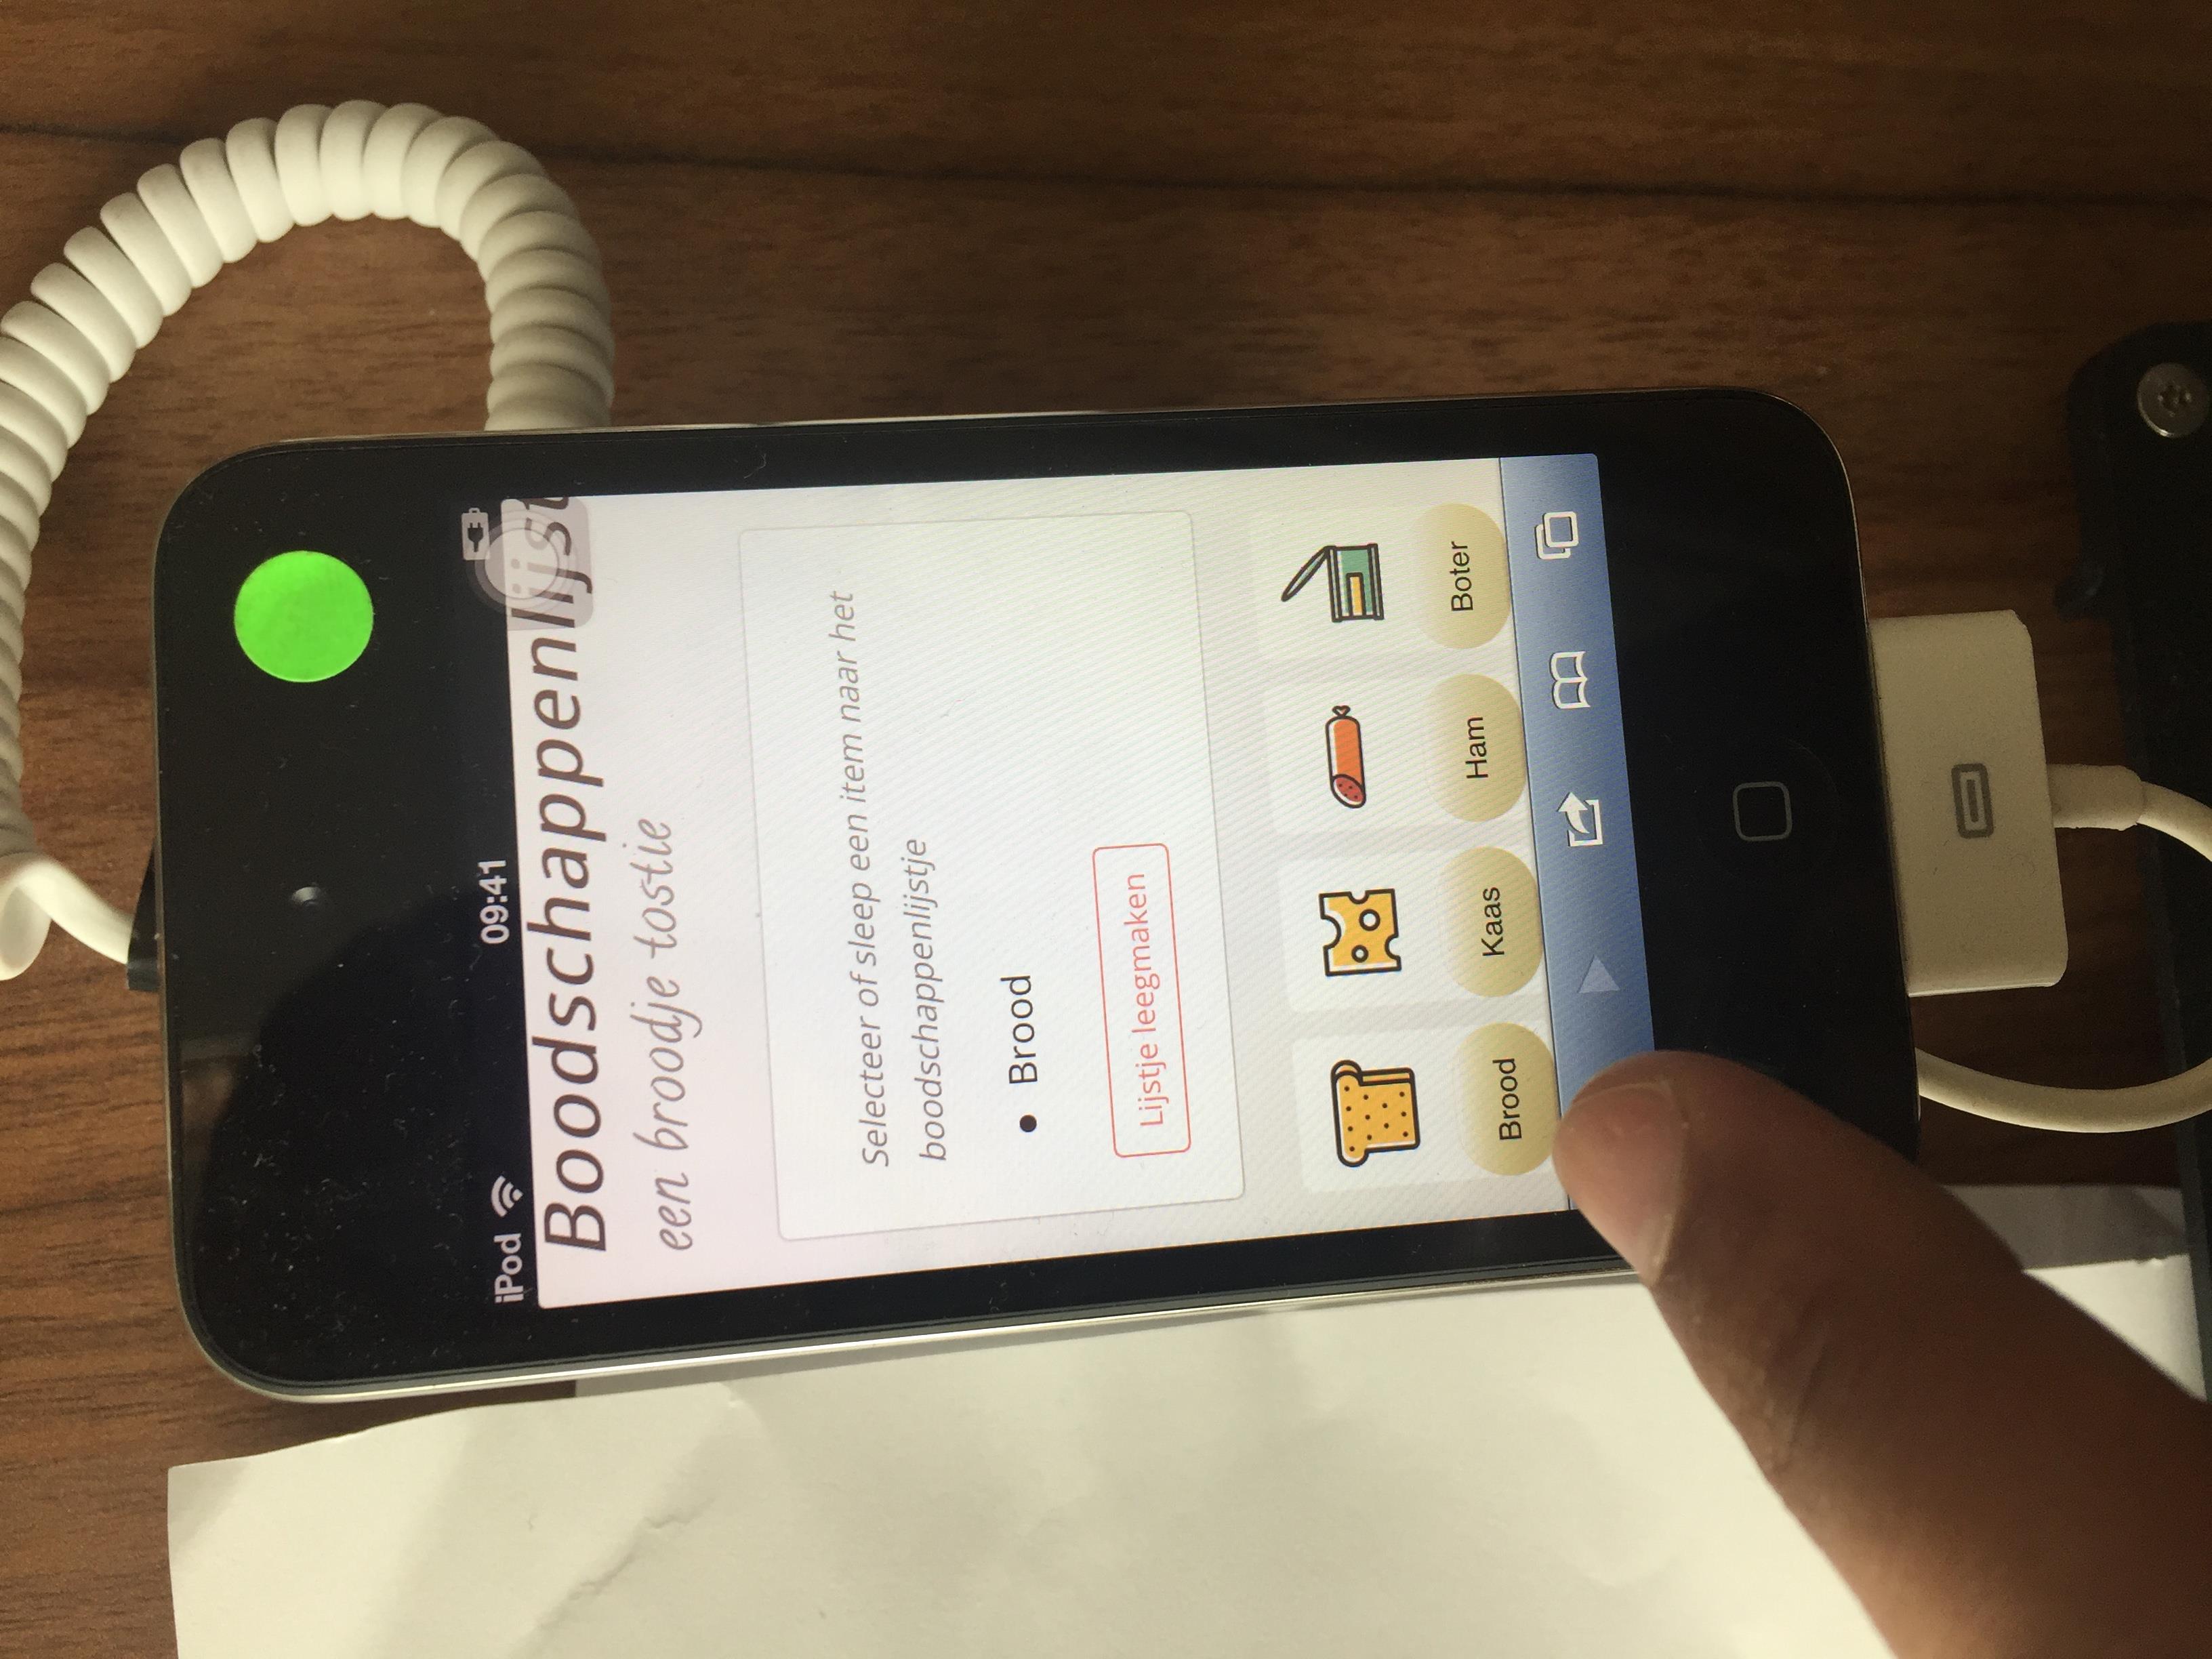 iPod 09:41
Boodschappenlijst
een broodje tostie
Selecteer of sleep een item naar het
boodschappenlijstje
• Brood
Lijstje leegmaken
Brood Kaas Ham Boter